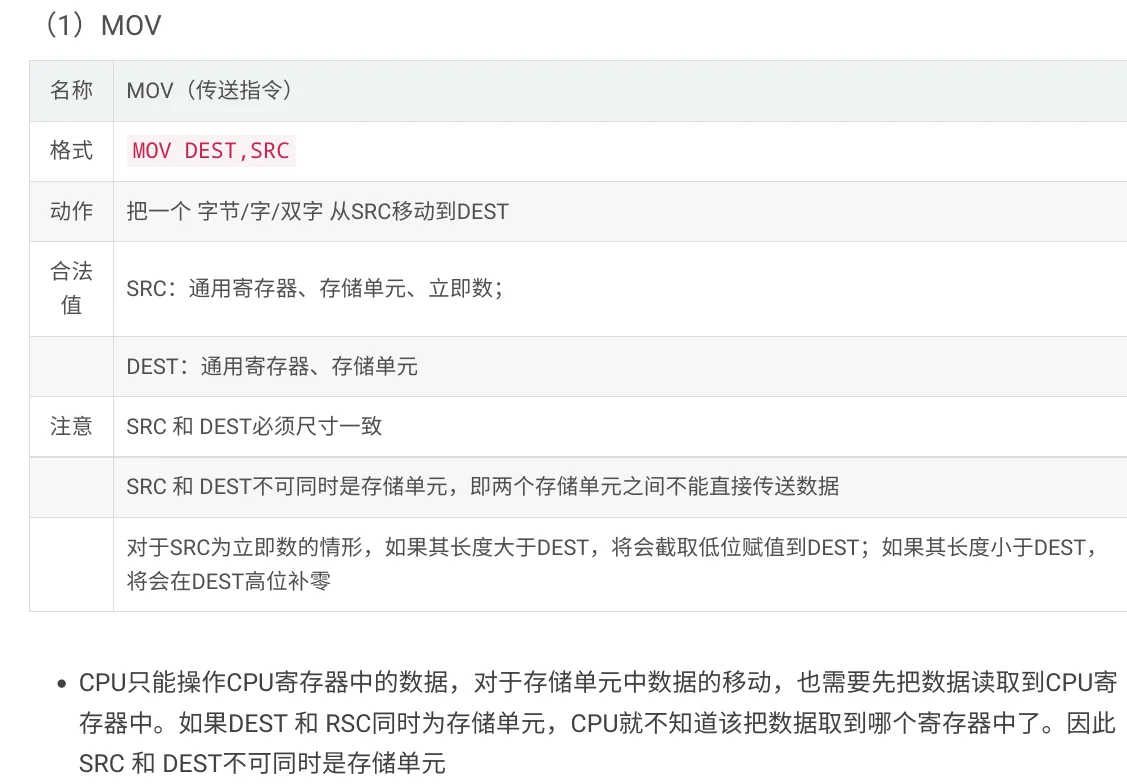 （1）MOV
名称 MOV（传送指令）
格式 MOV DEST,SRC
动作 把一个 字节/字/双字 从SRC移动到DEST
合法
值 SRC：通用寄存器、存储单元、立即数；
DEST：通用寄存器、存储单元
注意 SRC 和 DEST必须尺寸一致
SRC 和 DEST不可同时是存储单元，即两个存储单元之间不能直接传送数据
对于SRC为立即数的情形，如果其长度大于DEST，将会截取低位赋值到DEST；如果其长度小于DEST，
将会在DEST高位补零
• CPU只能操作CPU寄存器中的数据，对于存储单元中数据的移动，也需要先把数据读取到CPU寄
存器中。如果DEST 和 RSC同时为存储单元，CPU就不知道该把数据取到哪个寄存器中了。因此
SRC 和 DEST不可同时是存储单元